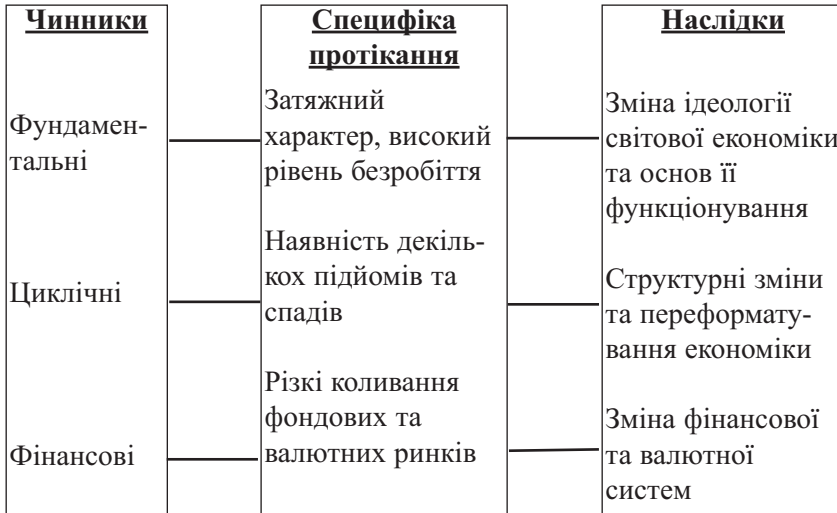 Чинники
Фундамен-
тальні
Циклічні
Фінансові
Специфіка
протікання
Затяжний
характер, високий
рівень безробіття
Наявність декіль-
кох підйомів та
спадів
Різкі коливання
фондових та
валютних ринків
Наслідки
Зміна ідеології
світової економіки
та основ її
функціонування
Структурні зміни
та переформату-
вання економіки
Зміна фінансової
та валютної
систем